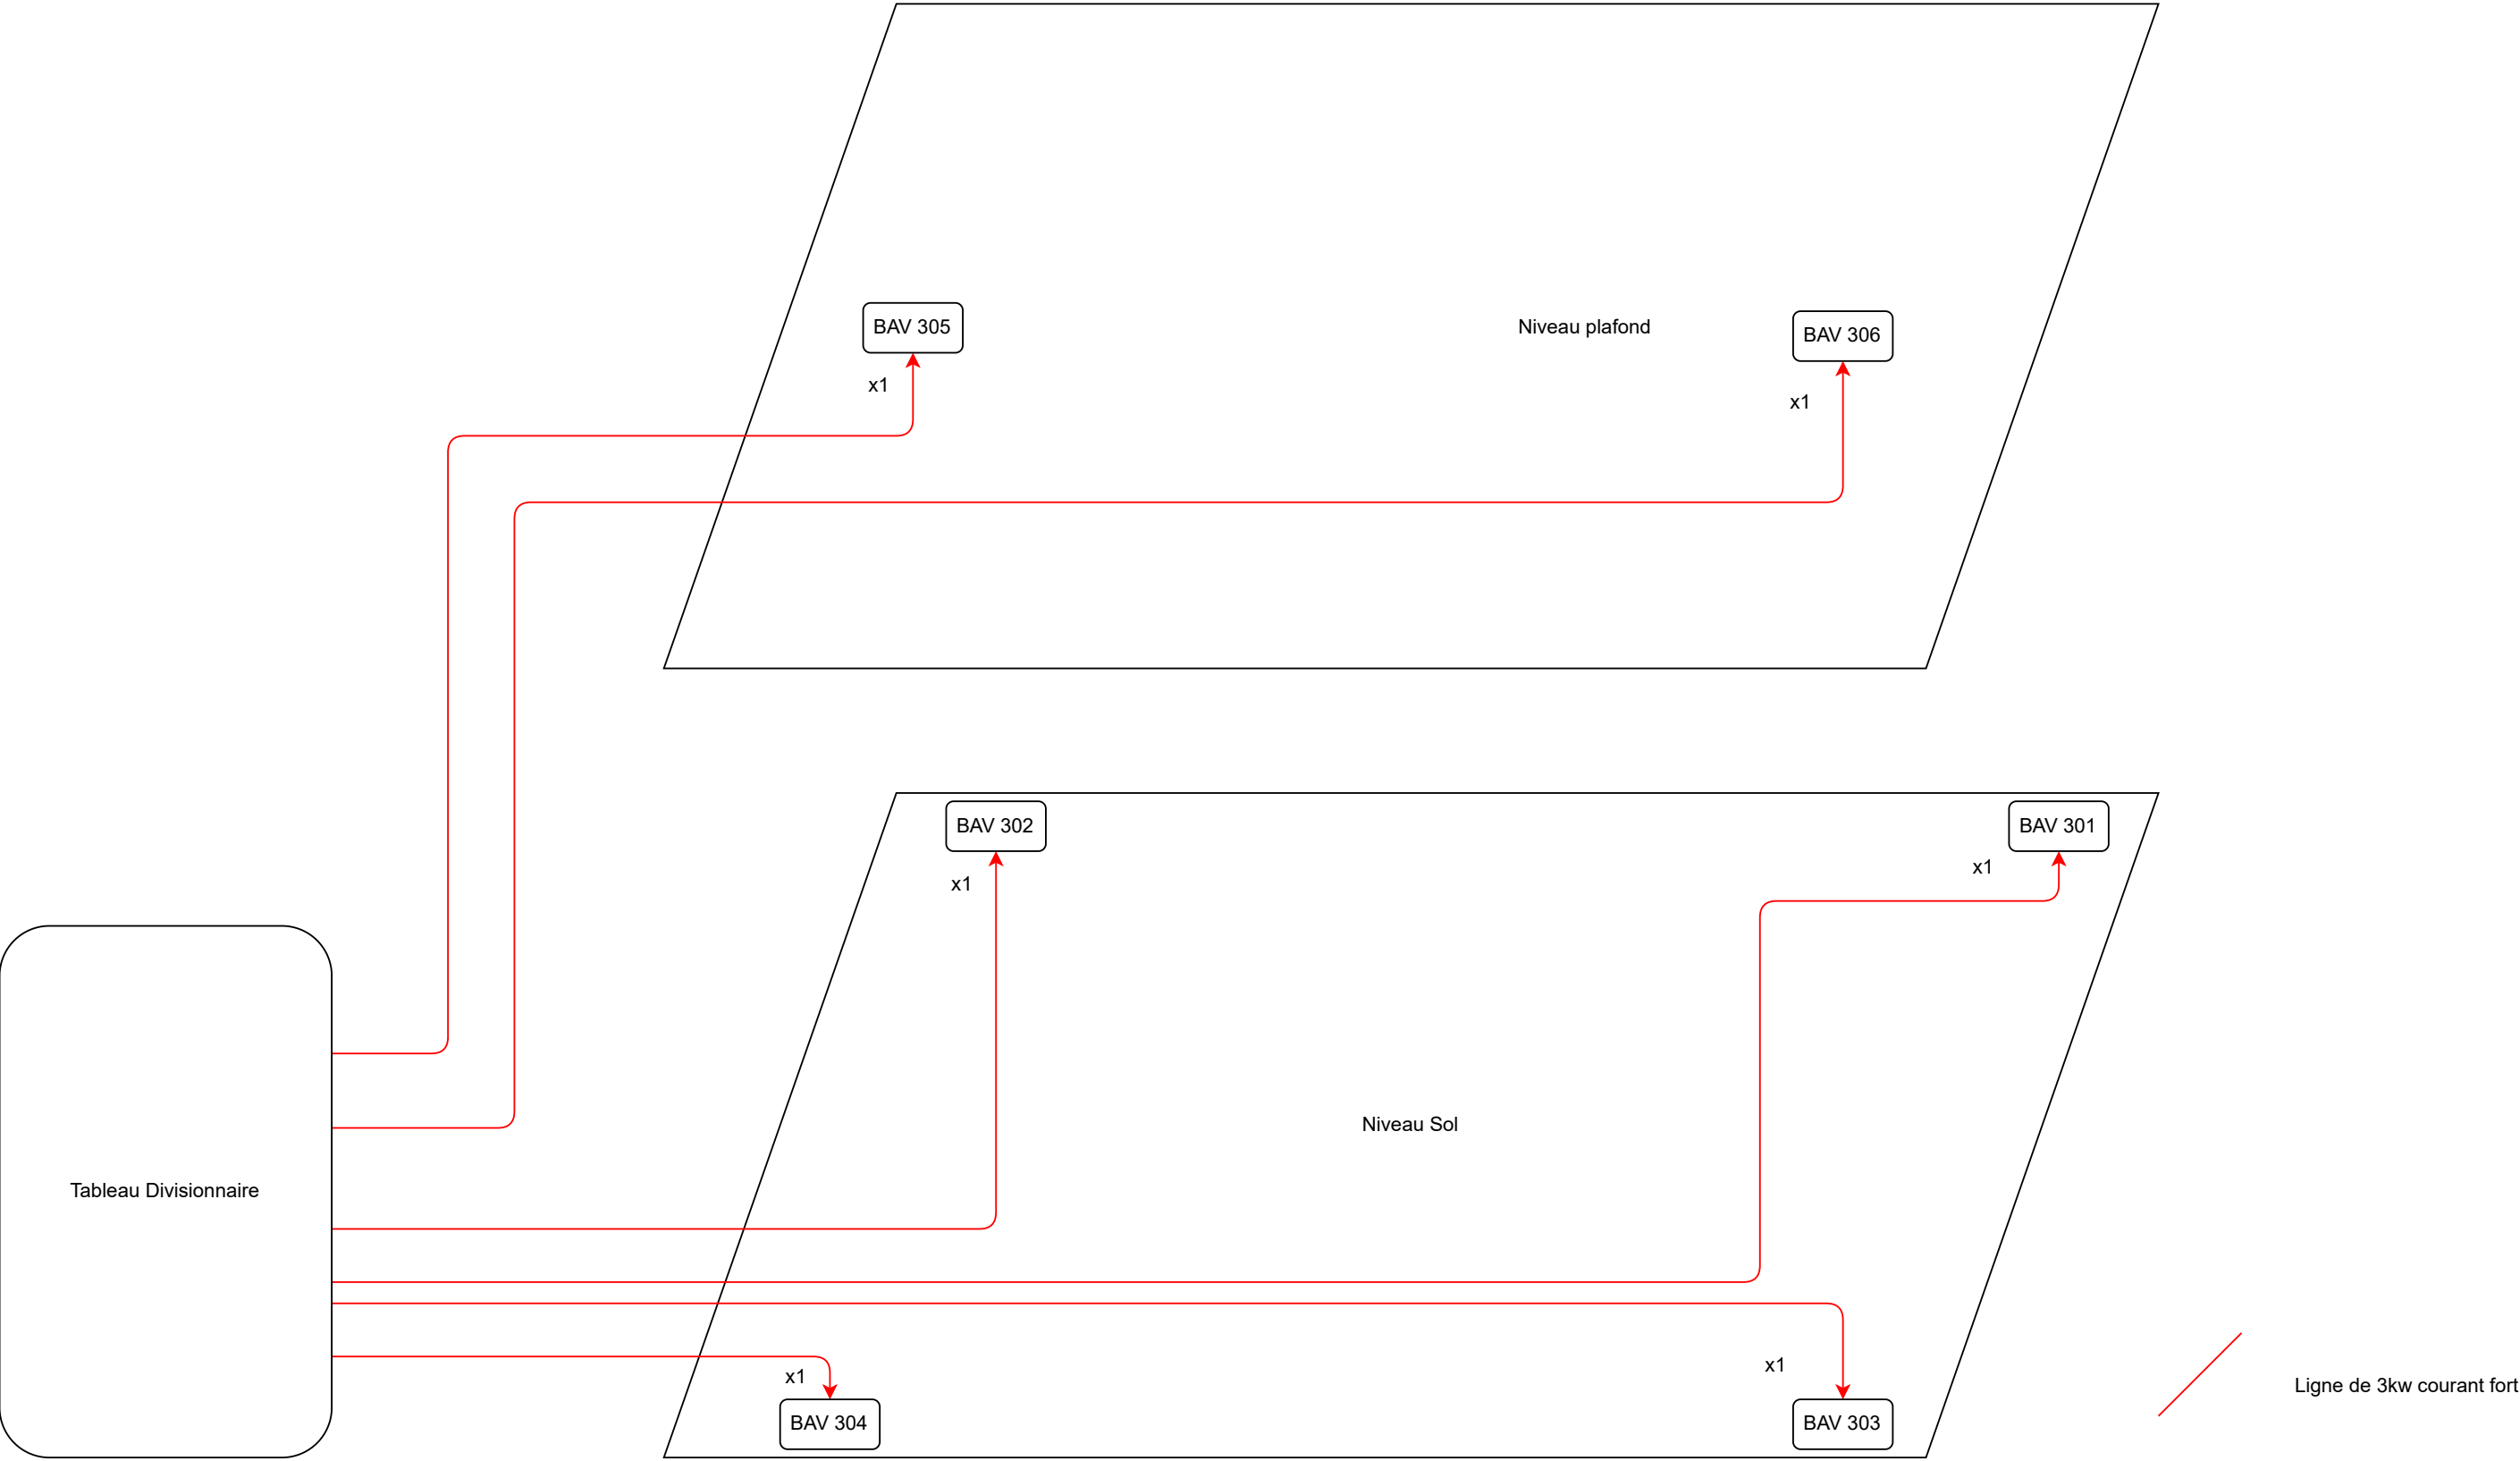 BAV 305
Niveau plafond
BAV 306
x1
x1
BAV 302
BAV 301
x1
x1
Niveau Sol
Tableau Divisionnaire
x1
x1
Ligne de 3kw courant fort
BAV 304
BAV 303